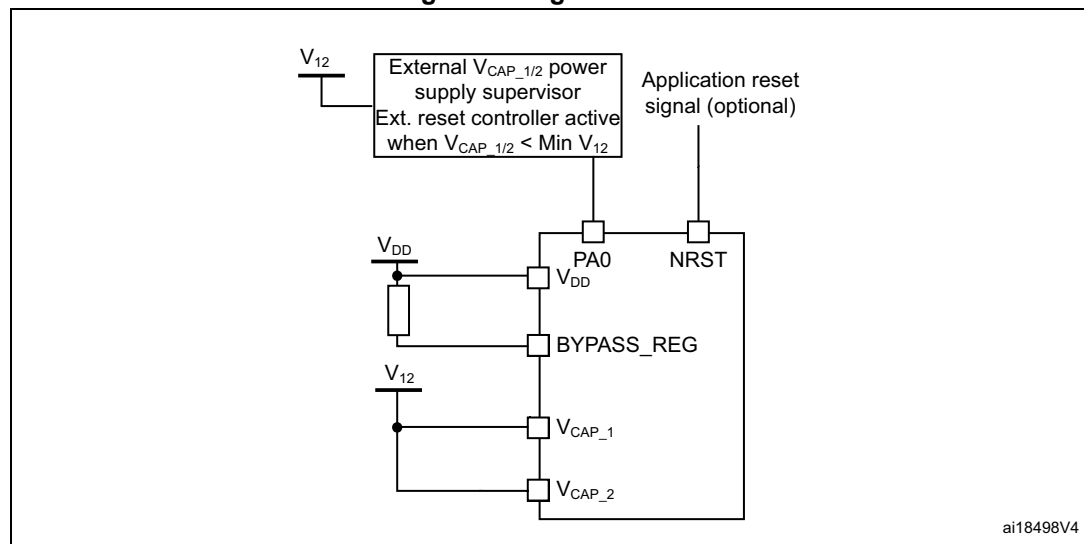 V12
External VCAP_1/2 power
supply supervisor
Ext. reset controller active
when VCAP_1/2 < Min V12
Application reset
signal (optional)
PA0
NRST
VDD
VDD
BYPASS_REG
V12
VCAP_1
VCAP_2
ai18498V4